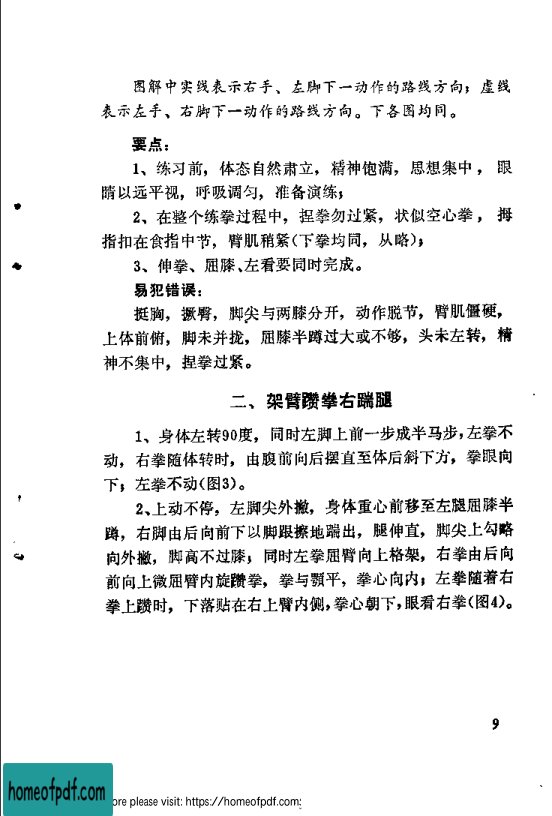 图解中实线表示右手、左脚下一动作的路线方向；虚线
表示左手、右脚下一动作的路线方向。下各图均同。
要点：
1、练习前，体态自然肃立，精神饱满，思想集中，眼
睛以远平视，呼吸调匀，准备演练；
2、在整个练拳过程中，捏拳勿过紧，状似空心拳，拇
指扣在食指中节，臂肌稍紧(下拳均同，从略)；
3、伸拳、屈膝、左看要同时完成。
易犯错误：
挺胸，撅臀，脚尖与两膝分开，动作脱节，臂肌僵硬，
上体前俯，脚未并拢，屈膝半蹲过大或不够，头未左转，精
神不集中，捏拳过紧。
二、架臂躜拳右踹腿
1、身体左转90度，同时左脚上前一步成半马步，左拳不
动，右拳随体转时，由腹前向后摆直至体后斜下方，拳眼向
下；左拳不动(图3)。
2、上动不停，左脚尖外撇，身体重心前移至左腿屈膝半
蹲，右脚由后向前下以脚跟擦地踹出，腿伸直，脚尖上勾略
向外撇，脚高不过膝；同时左拳屈臂向上格架，右拳由后向
前向上微屈臂内旋躜拳，拳与颚平，拳心向内；左拳随着右
拳上躜时，下落贴在右上臂内侧，拳心朝下，眼看右拳(图4)。
9
homeofpdf.com
ore please visit: https://homeofpdf.com